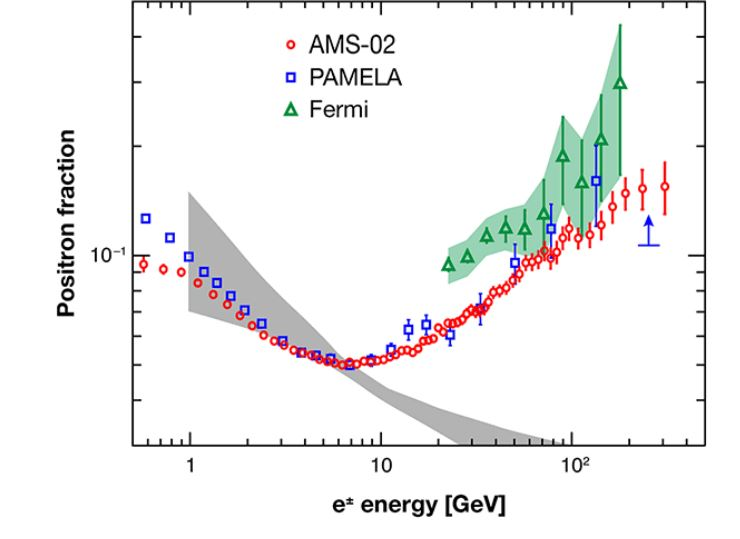 AMS-02
PAMELA
Fermi
Positron fraction
10⁻¹
1
10
10²
e± energy [GeV]